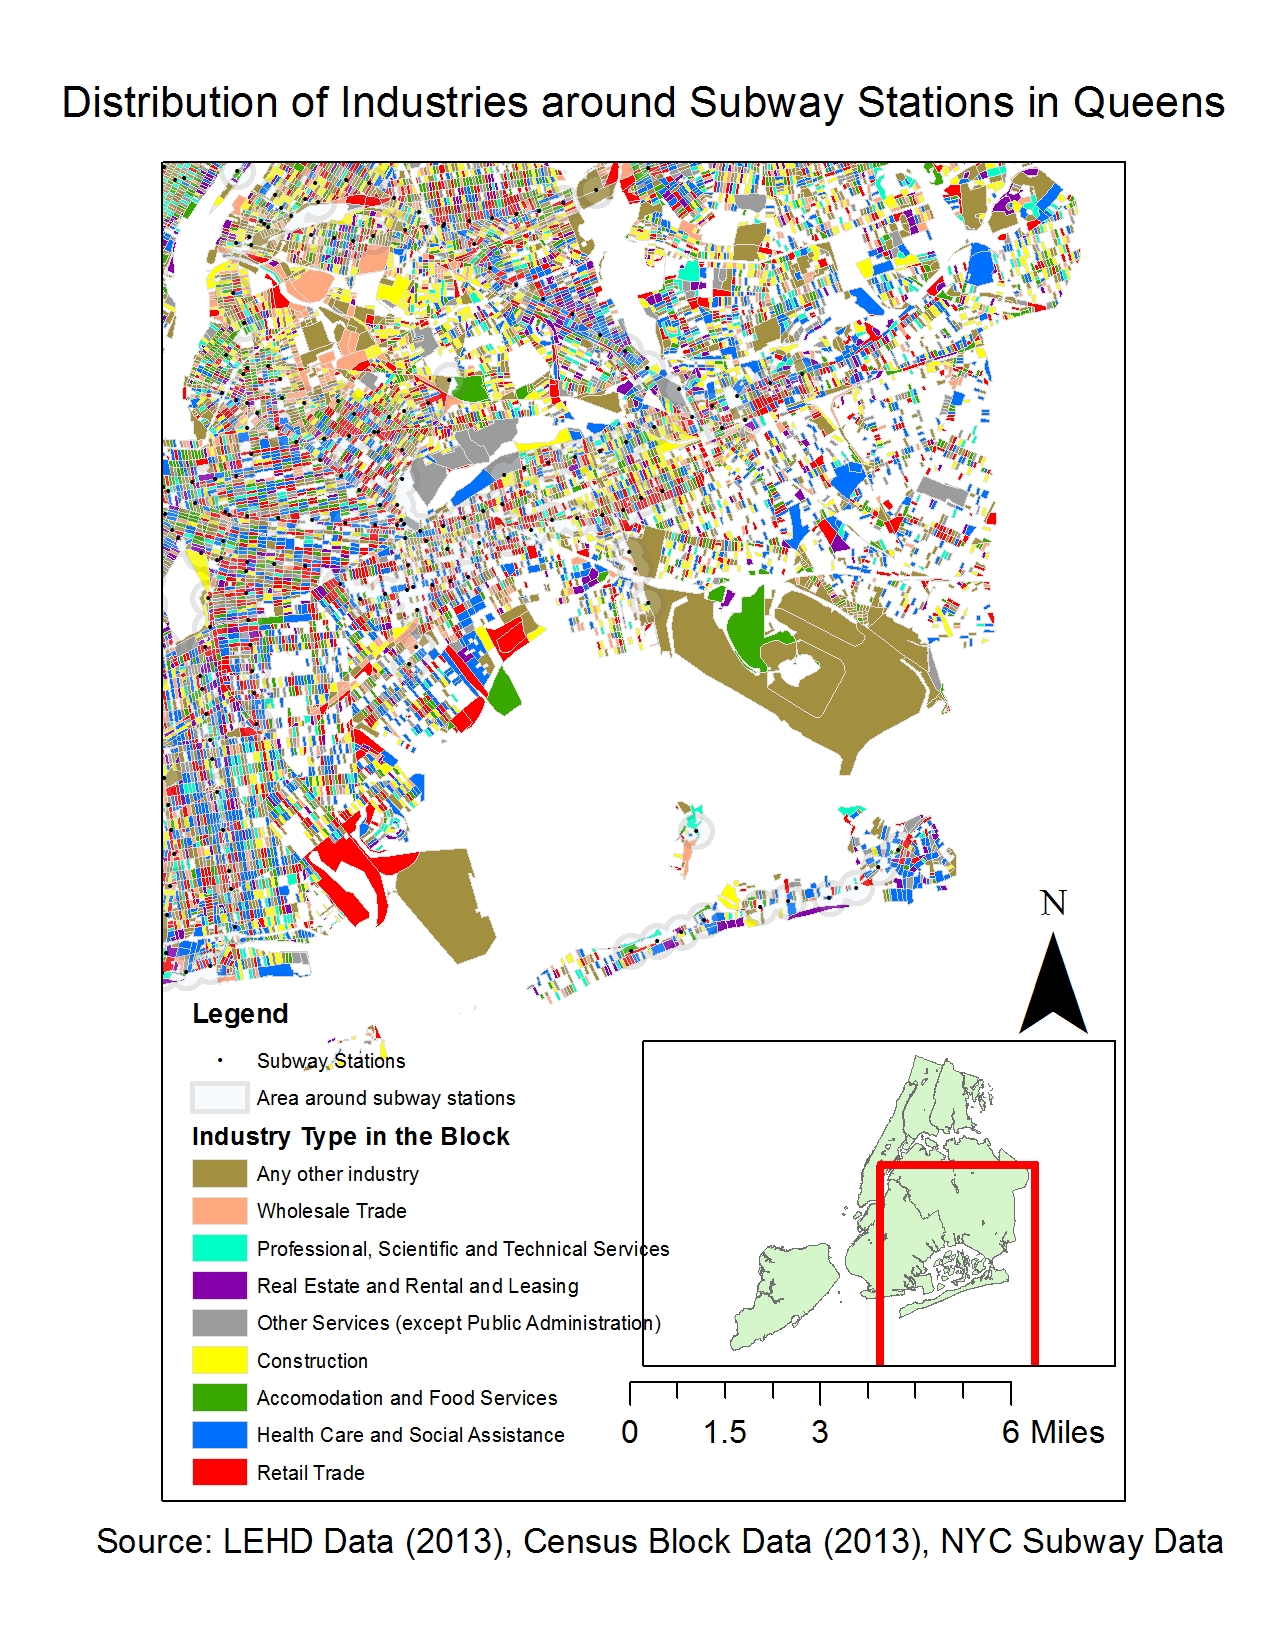 Distribution of Industries around Subway Stations in Queens
N
Legend
Subway Stations
Area around subway stations
Industry Type in the Block
Any other industry
Wholesale Trade
Professional, Scientific and Technical Services
Real Estate and Rental and Leasing
Other Services (except Public Administration)
Construction
Accomodation and Food Services
Health Care and Social Assistance
Retail Trade
0 1.5 3 6 Miles
Source: LEHD Data (2013), Census Block Data (2013), NYC Subway Data